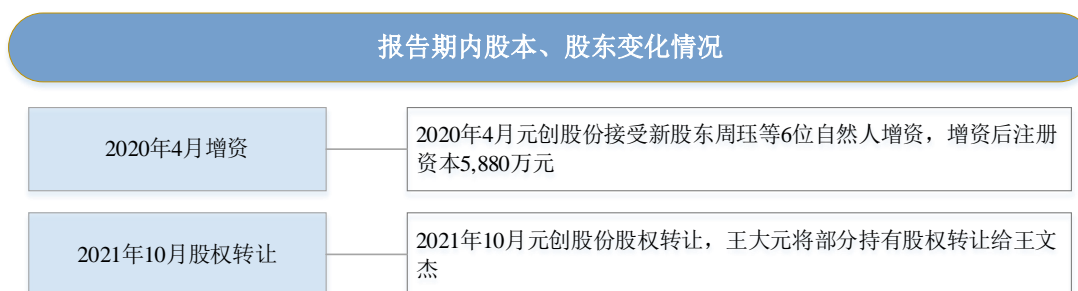 报告期内股本、股东变化情况
2020年4月增资
2020年4月元创股份接受新股东周珏等6位自然人增资，增资后注册
资本5,880万元
2021年10月股权转让
2021年10月元创股份股权转让，王大元将部分持有股权转让给王文
杰